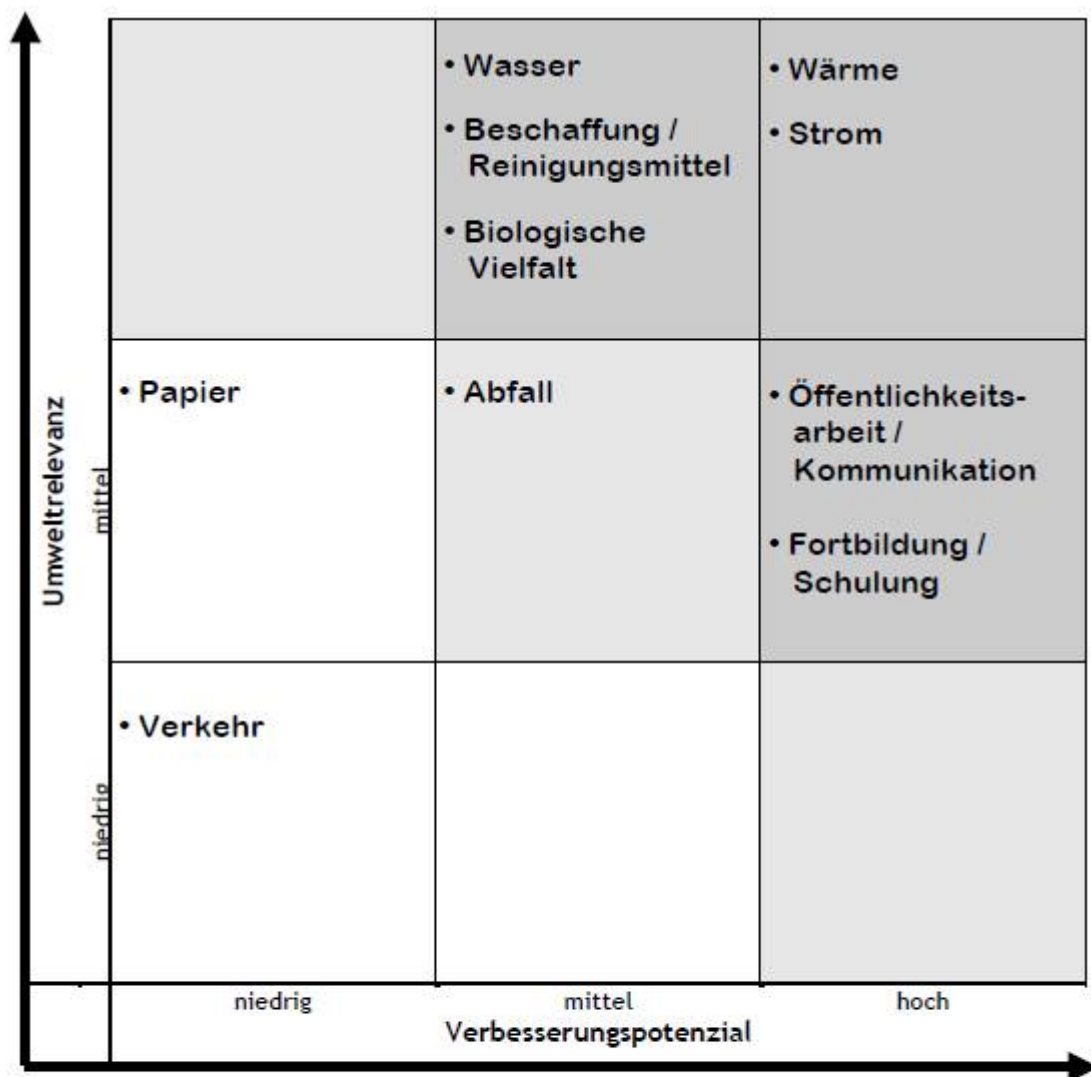 • Wasser
• Beschaffung /
Reinigungsmittel
• Biologische
Vielfalt
• Wärme
• Strom
Umweltrelevanz
mittel
• Papier
• Abfall
• Öffentlichkeits-
arbeit /
Kommunikation
• Fortbildung /
Schulung
niedrig
• Verkehr
niedrig
mittel
hoch
Verbesserungspotenzial